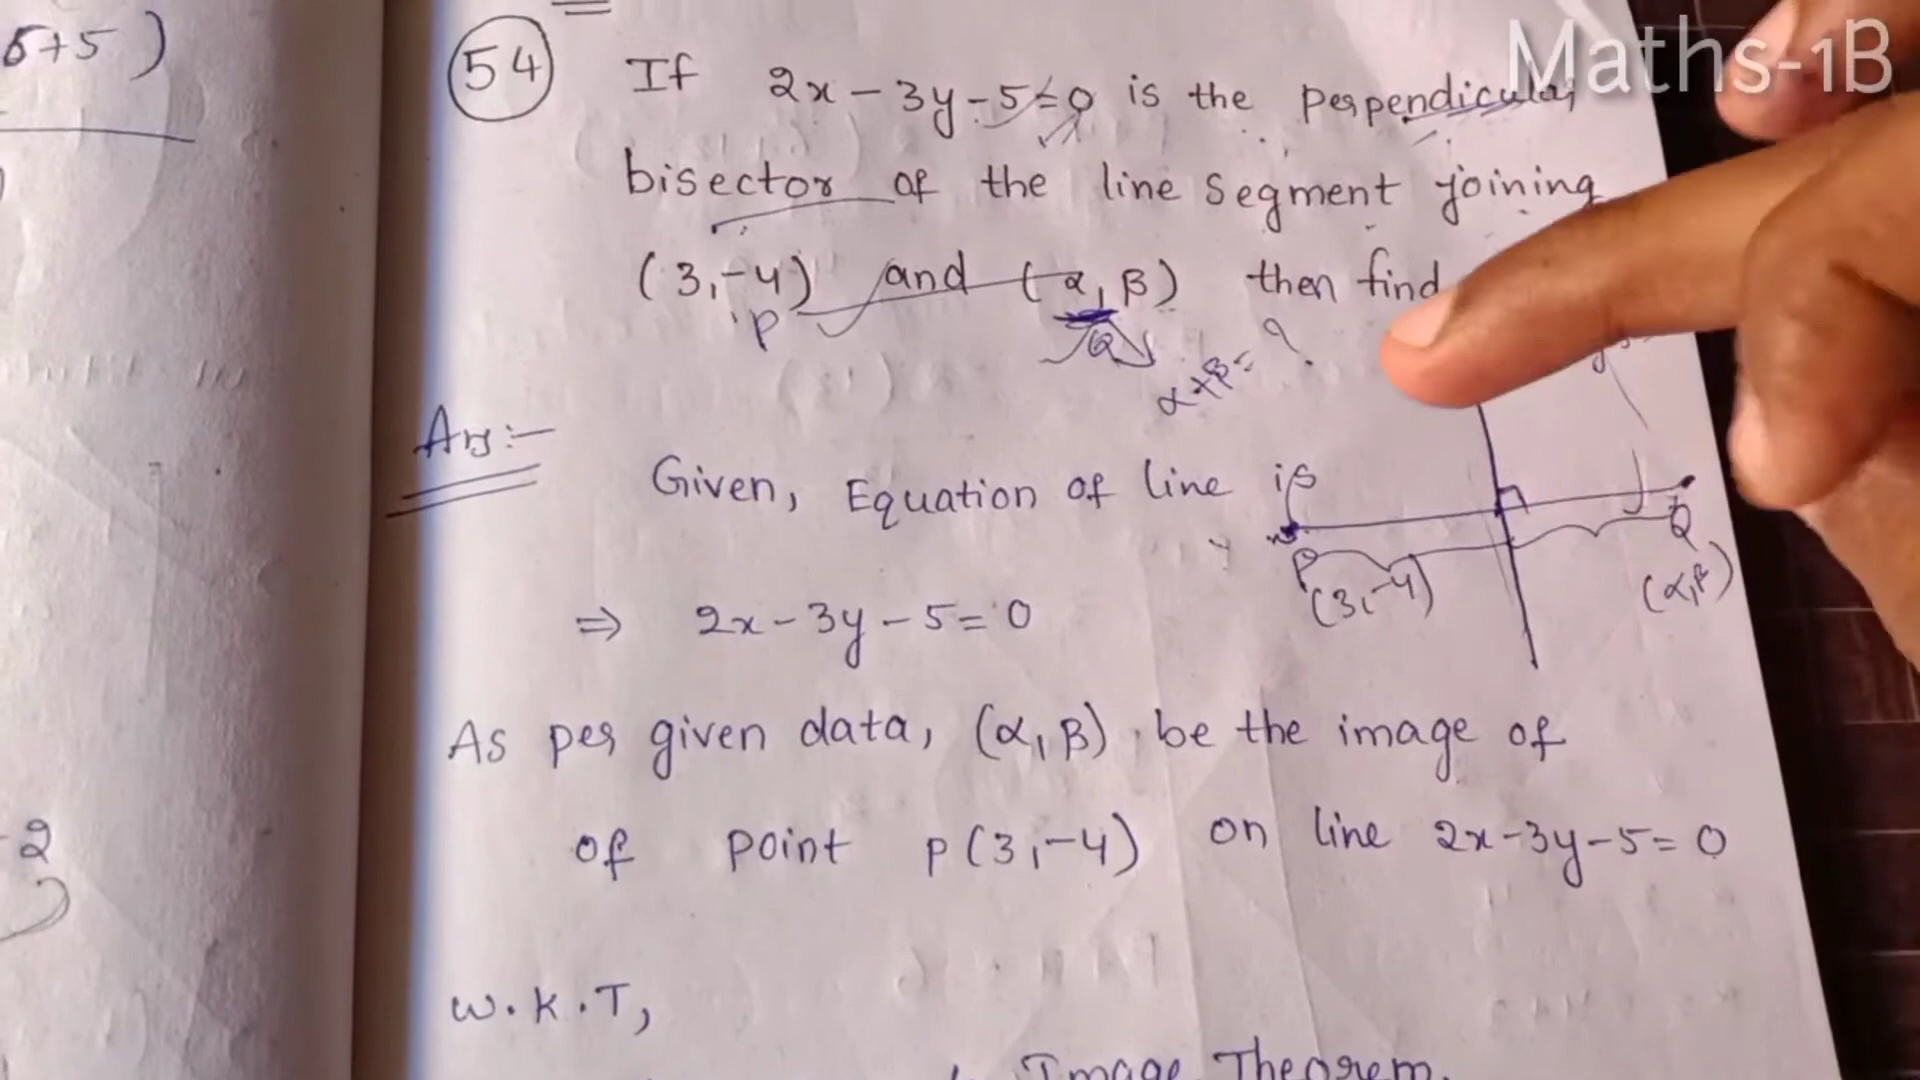 5+5)
Maths-1B
54 If 2x-3y-5=0 is the perpendicular
bisector of the line segment joining
(3,-4) and (α,β) then find
P
Q
α+β=?
Ans:-
Given, Equation of line is
P
(3,-4)
Q
(α,β)
⇒ 2x-3y-5=0
As per given data, (α,β) be the image of
of point P(3,-4) on line 2x-3y-5=0
-2
W.K.T,
Image Theorem.